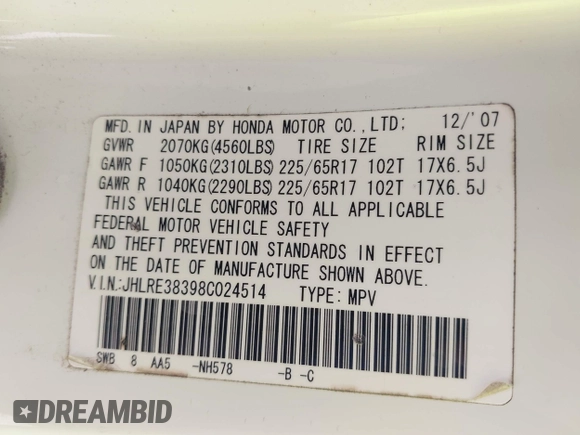 MFD. IN JAPAN BY HONDA MOTOR CO., LTD; 12/'07
GVWR 2070KG(4560LBS) TIRE SIZE RIM SIZE
GAWR F 1050KG(2310LBS) 225/65R17 102T 17X6.5J
GAWR R 1040KG(2290LBS) 225/65R17 102T 17X6.5J
THIS VEHICLE CONFORMS TO ALL APPLICABLE
FEDERAL MOTOR VEHICLE SAFETY
AND THEFT PREVENTION STANDARDS IN EFFECT
ON THE DATE OF MANUFACTURE SHOWN ABOVE.
V.I.N.:JHLRE38398C024514 TYPE: MPV
SWB 8 AA5 -NH578 -B -C
DREAMBID